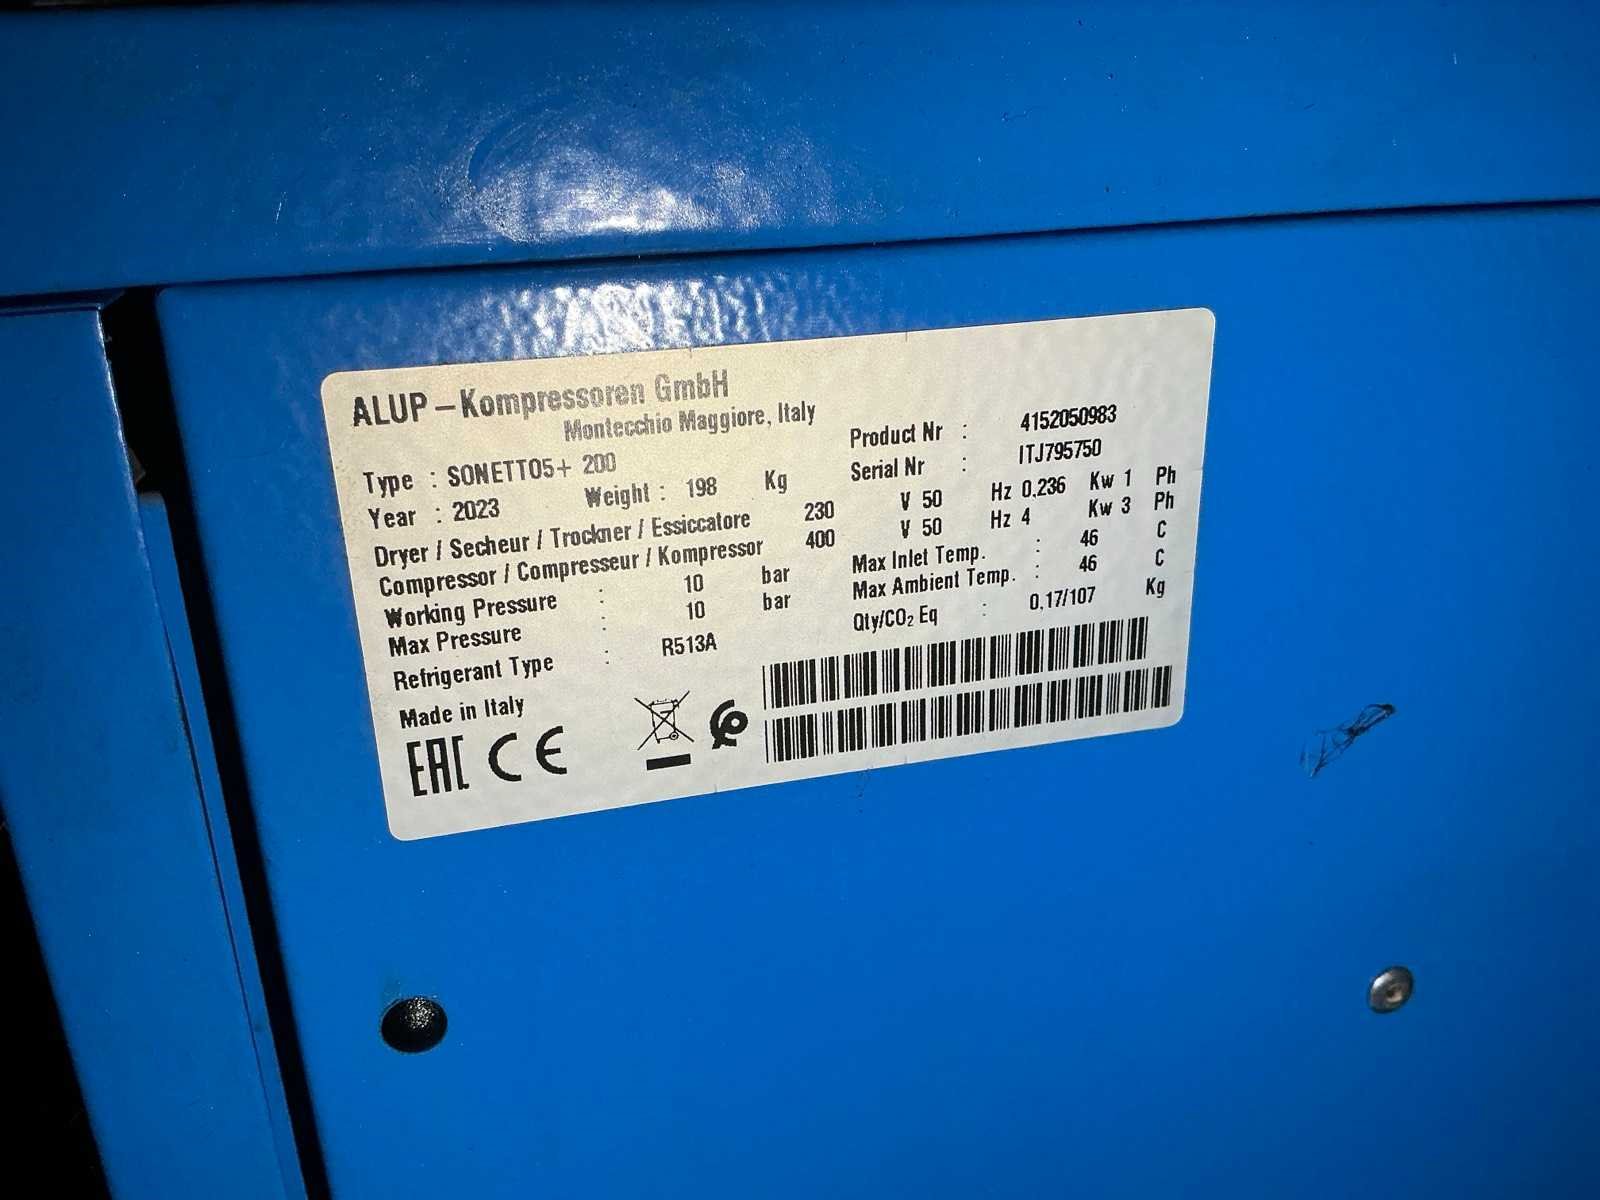 ALUP – Kompressoren GmbH
Montecchio Maggiore, Italy
Type : SONETTO5+ 200
Product Nr : 4152050983
Year : 2023 Weight : 198 Kg
Serial Nr : ITJ795750
Dryer / Secheur / Trockner / Essiccatore 230 V 50 Hz 0,236 Kw 1 Ph
Compressor / Compresseur / Kompressor 400 V 50 Hz 4 Kw 3 Ph
Working Pressure : 10 bar
Max Inlet Temp. : 46 C
Max Pressure : 10 bar
Max Ambient Temp. : 46 C
Refrigerant Type : R513A
Qty/CO₂ Eq : 0,17/107 Kg
Made in Italy
EAC CE